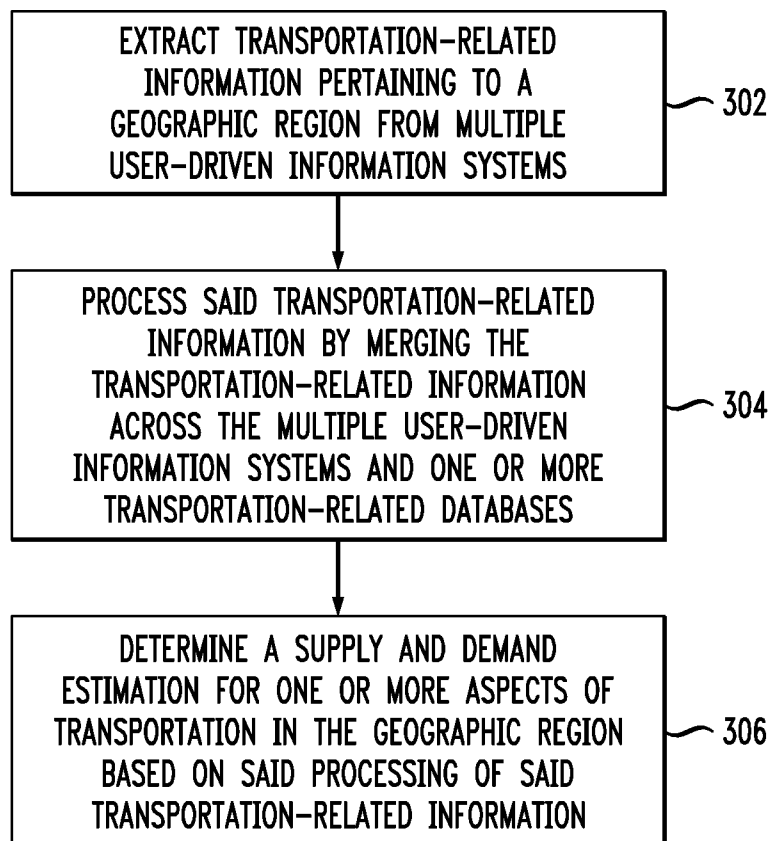 EXTRACT TRANSPORTATION-RELATED
INFORMATION PERTAINING TO A
GEOGRAPHIC REGION FROM MULTIPLE
USER-DRIVEN INFORMATION SYSTEMS
302
PROCESS SAID TRANSPORTATION-RELATED
INFORMATION BY MERGING THE
TRANSPORTATION-RELATED INFORMATION
ACROSS THE MULTIPLE USER-DRIVEN
INFORMATION SYSTEMS AND ONE OR MORE
TRANSPORTATION-RELATED DATABASES
304
DETERMINE A SUPPLY AND DEMAND
ESTIMATION FOR ONE OR MORE ASPECTS OF
TRANSPORTATION IN THE GEOGRAPHIC REGION
BASED ON SAID PROCESSING OF SAID
TRANSPORTATION-RELATED INFORMATION
306